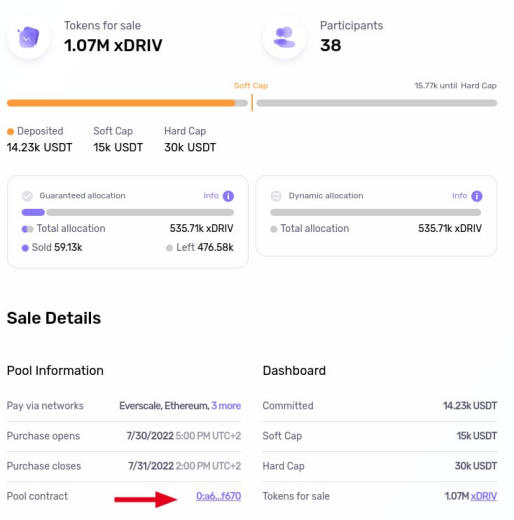 Tokens for sale
1.07M xDRIV
Participants
38
Soft Cap
15.77k until Hard Cap
Deposited
14.23k USDT
Soft Cap
15k USDT
Hard Cap
30k USDT
Guaranteed allocation
Info i
Total allocation 535.71k xDRIV
Sold 59.13k
Left 476.58k
Dynamic allocation
Info i
Total allocation 535.71k xDRIV
Sale Details
Pool Information
Pay via networks Everscale, Ethereum, 3 more
Purchase opens 7/30/2022 5:00 PM UTC+2
Purchase closes 7/31/2022 2:00 PM UTC+2
Pool contract 0:a6...f670
Dashboard
Committed 14.23k USDT
Soft Cap 15k USDT
Hard Cap 30k USDT
Tokens for sale 1.07M xDRIV